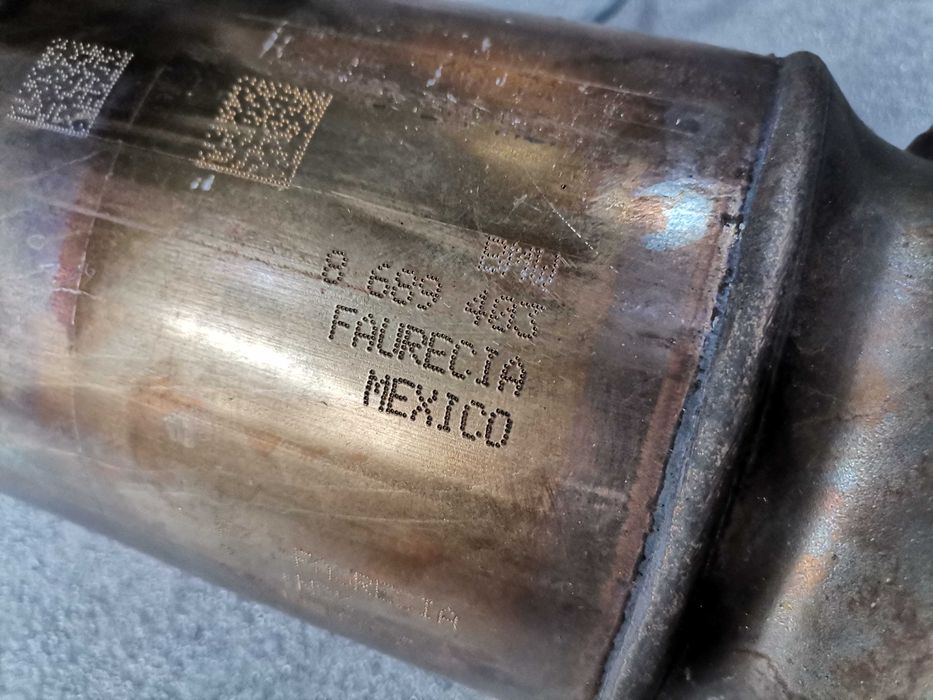 BMW
8 689 403
FAURECIA
MEXICO